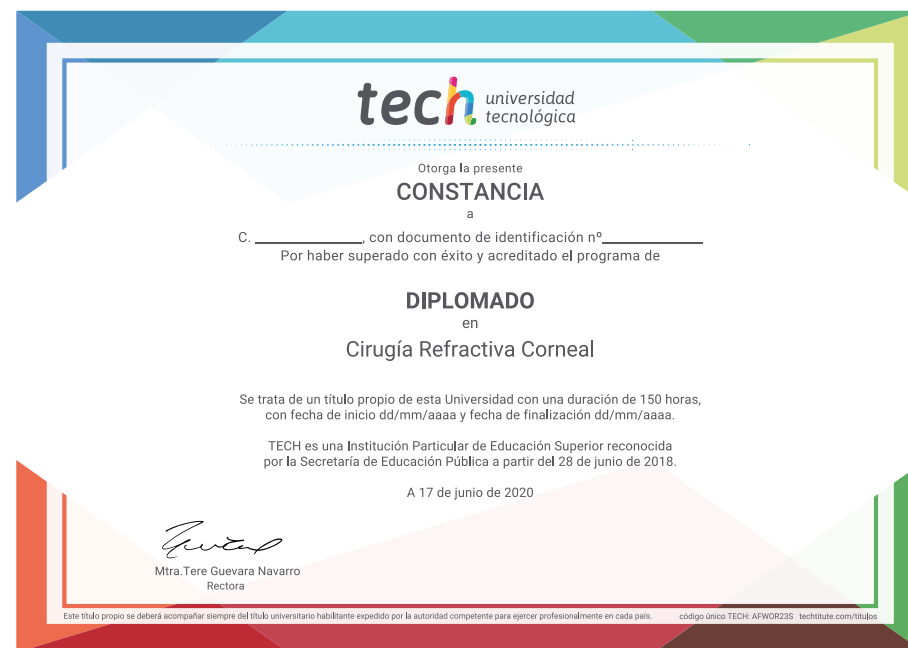 tech universidad
tecnológica
Otorga la presente
CONSTANCIA
a
C. ______________, con documento de identificación nº______________
Por haber superado con éxito y acreditado el programa de
DIPLOMADO
en
Cirugía Refractiva Corneal
Se trata de un título propio de esta Universidad con una duración de 150 horas,
con fecha de inicio dd/mm/aaaa y fecha de finalización dd/mm/aaaa.
TECH es una Institución Particular de Educación Superior reconocida
por la Secretaría de Educación Pública a partir del 28 de junio de 2018.
A 17 de junio de 2020
Mtra.Tere Guevara Navarro
Rectora
Este título propio se deberá acompañar siempre del título universitario habilitante expedido por la autoridad competente para ejercer profesionalmente en cada país. código único TECH: AFWOR23S techtitute.com/titulos